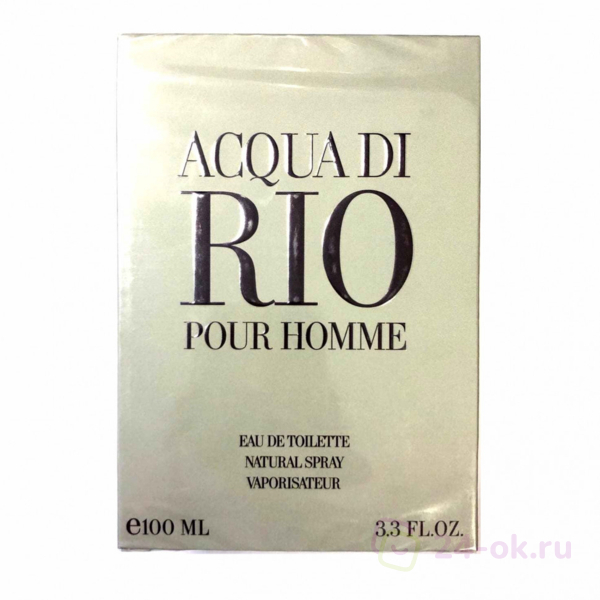 ACQUA DI
RIO
POUR HOMME
EAU DE TOILETTE
NATURAL SPRAY
VAPORISATEUR
e100 ML 3.3 FL.OZ.
24-ok.ru